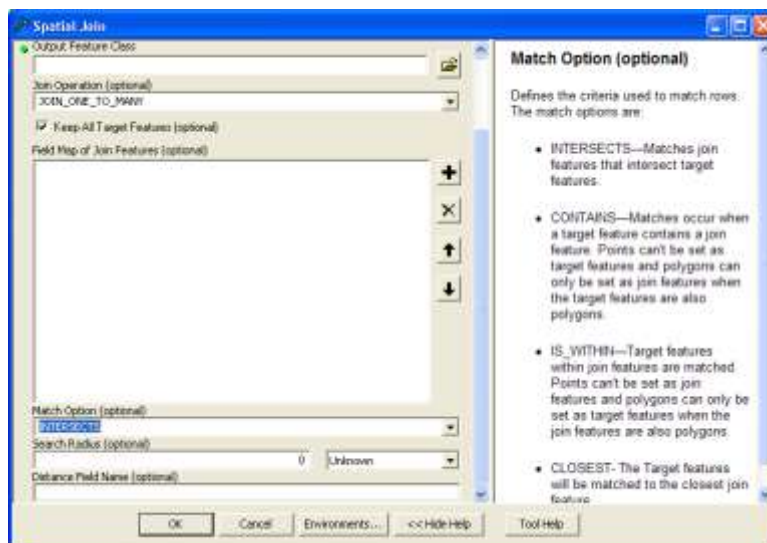 Spatial Join
Output Feature Class
Join Operation (optional)
JOIN_ONE_TO_MANY
Keep All Target Features (optional)
Field Map of Join Features (optional)
Match Option (optional)
INTERSECTS
Search Radius (optional)
0 Unknown
Distance Field Name (optional)
OK Cancel Environments... << Hide Help Tool Help
Match Option (optional)
Defines the criteria used to match rows.
The match options are:
• INTERSECTS—Matches join
features that intersect target
features.
• CONTAINS—Matches occur when
a target feature contains a join
feature. Points can't be set as
target features and polygons can
only be set as join features when
the target features are also
polygons.
• IS_WITHIN—Target features
within join features are matched.
Points can't be set as join
features and polygons can only be
set as target features when the
join features are also polygons.
• CLOSEST- The Target features
will be matched to the closest join
feature